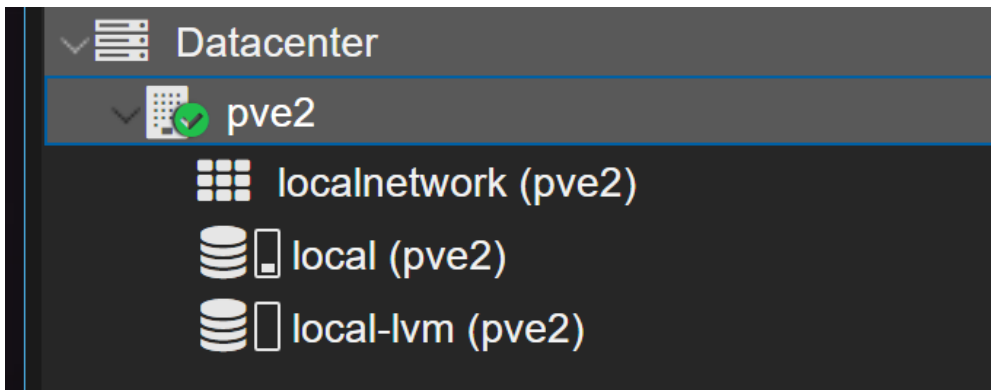 Datacenter
pve2
localnetwork (pve2)
local (pve2)
local-lvm (pve2)